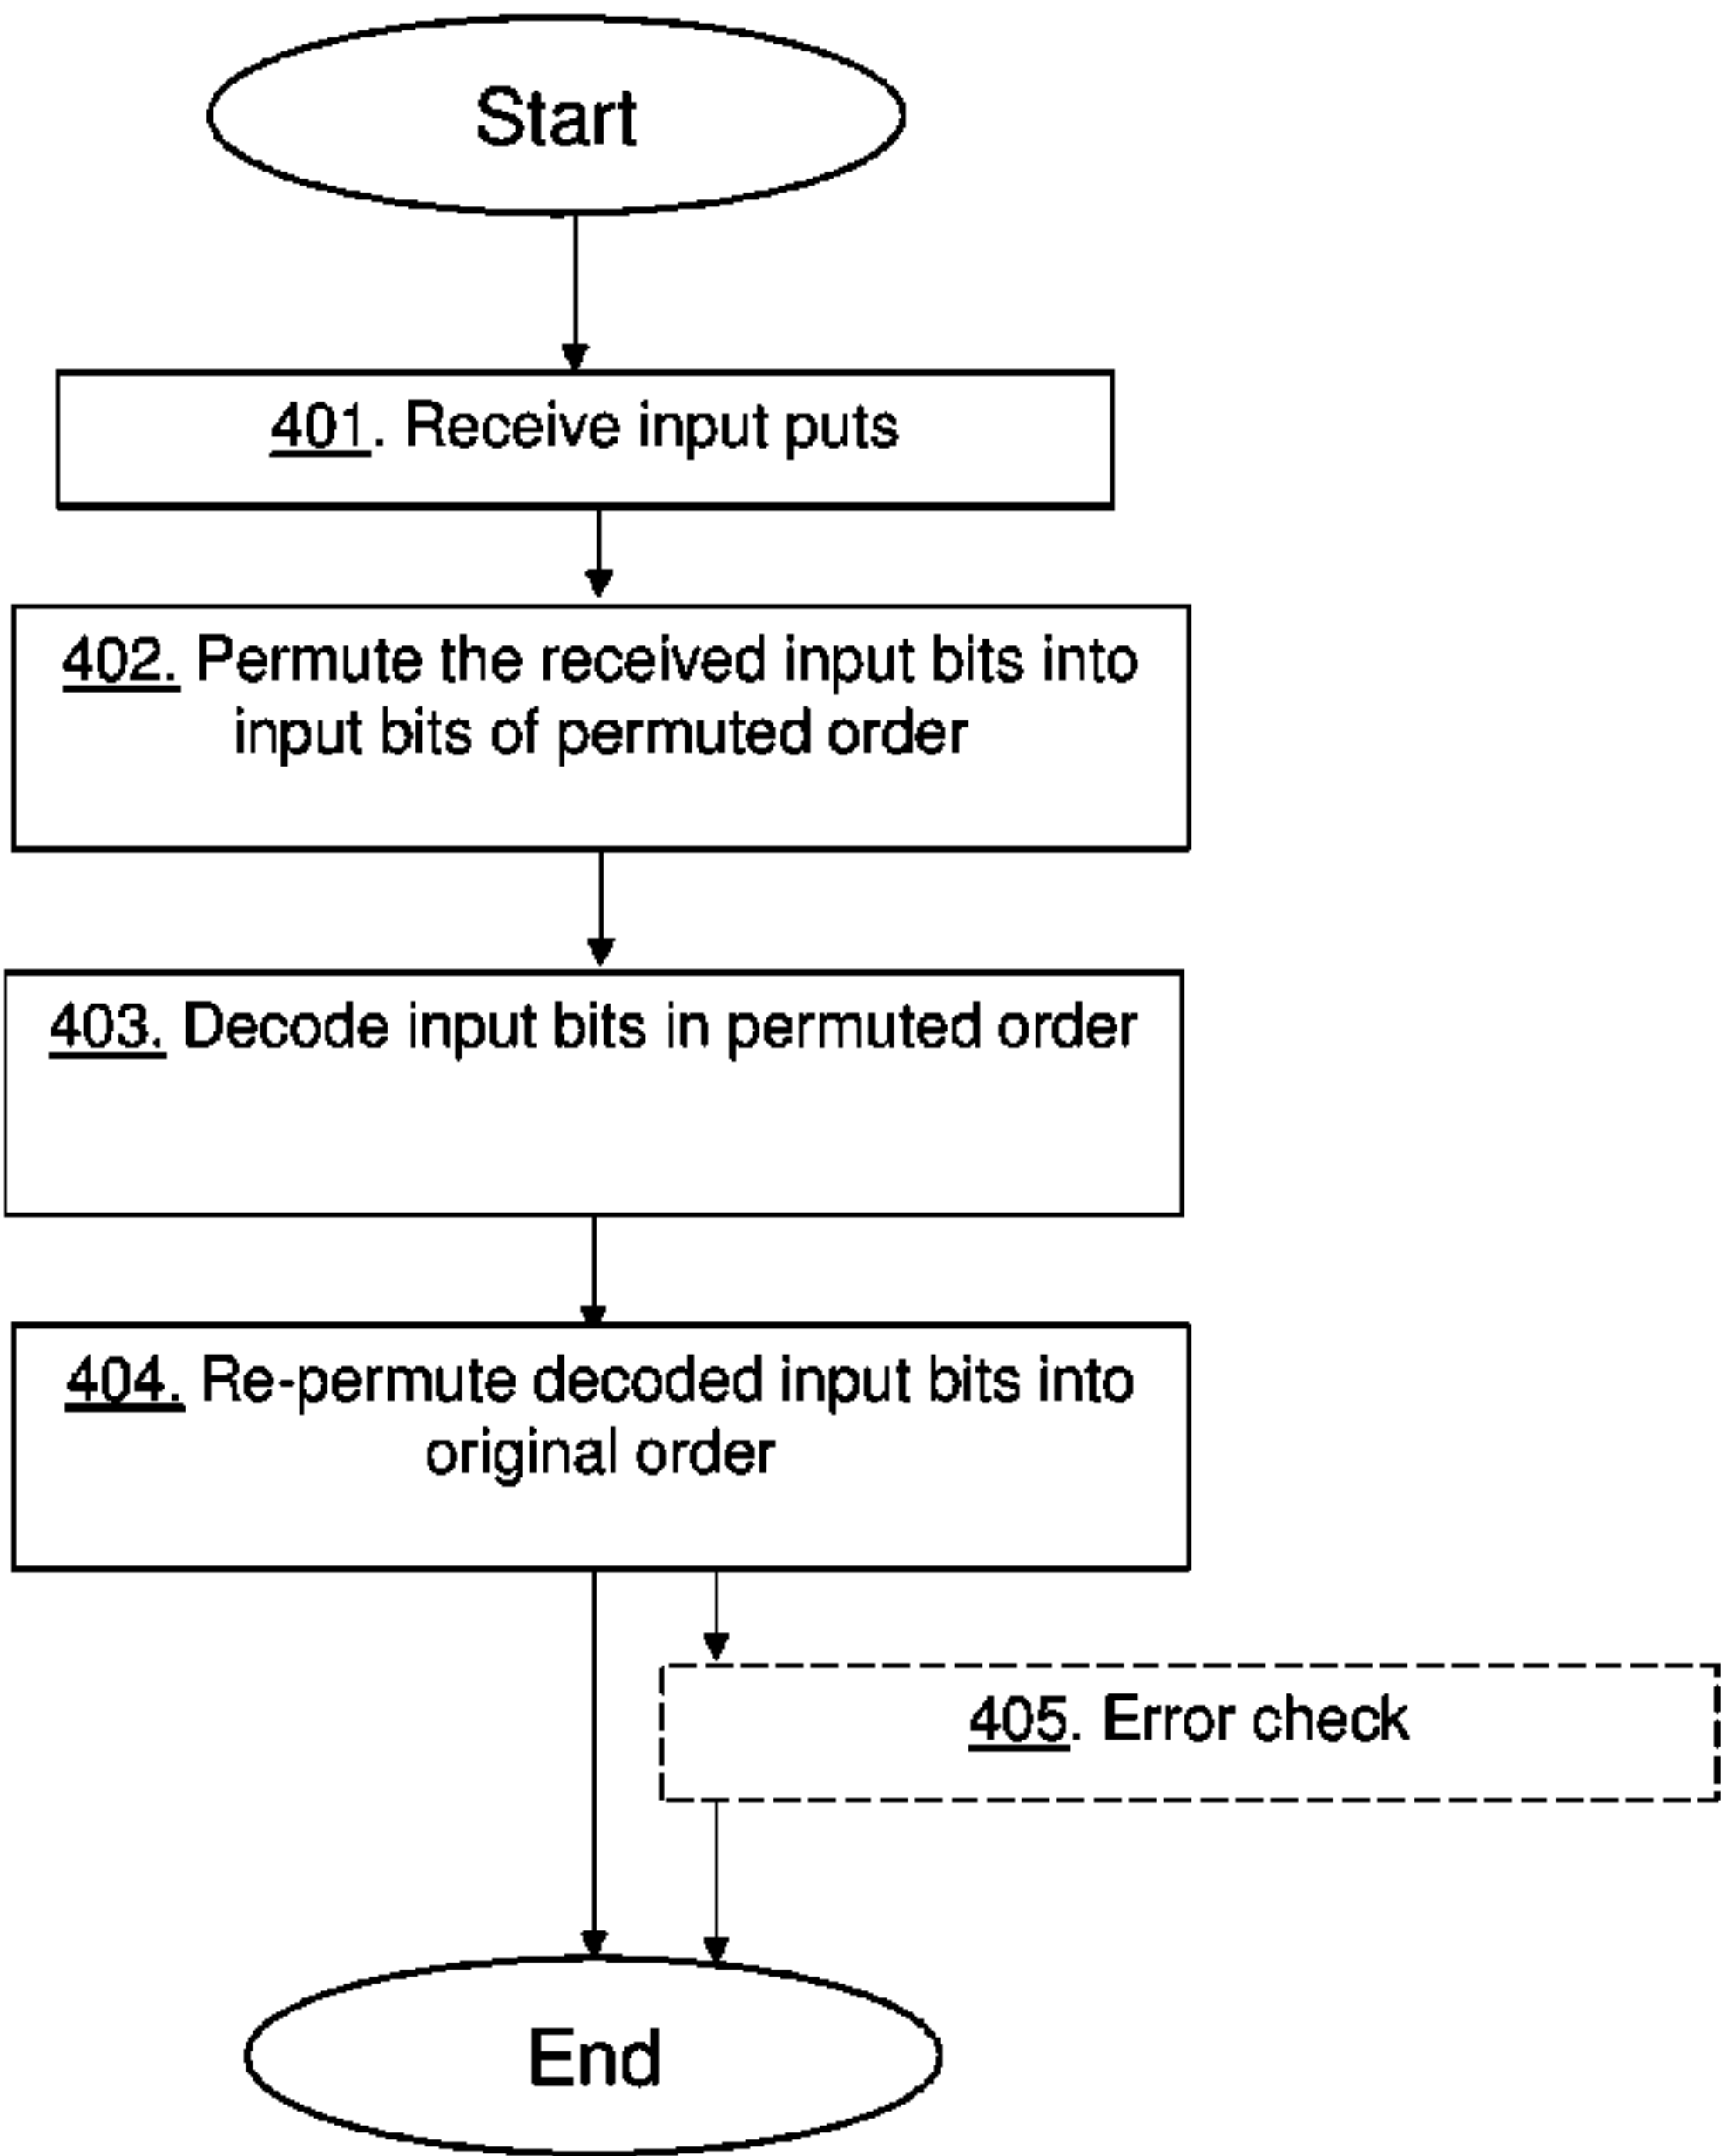 Start
401. Receive input puts
402. Permute the received input bits into
input bits of permuted order
403. Decode input bits in permuted order
404. Re-permute decoded input bits into
original order
405. Error check
End